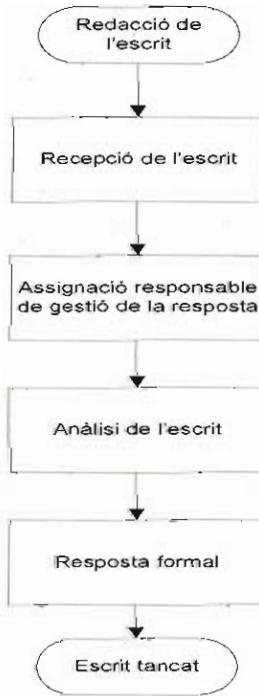 Redacció de
l'escrit
Recepció de l'escrit
Assignació responsable
de gestió de la resposta
Anàlisi de l'escrit
Resposta formal
Escrit tancat